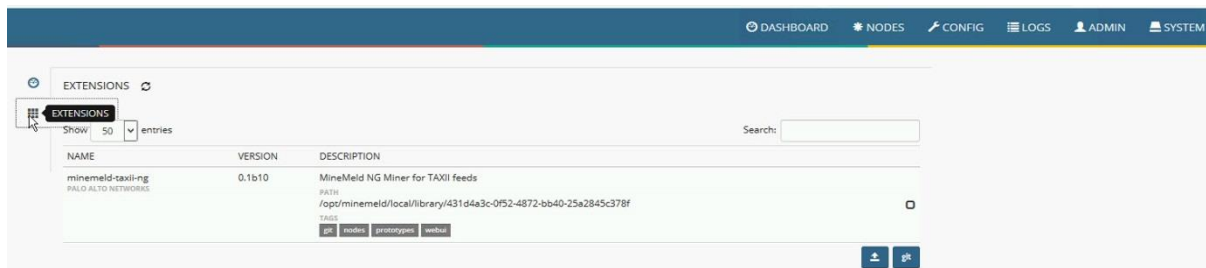 DASHBOARD NODES CONFIG LOGS ADMIN SYSTEM
EXTENSIONS
EXTENSIONS
Show 50 entries Search:
NAME VERSION DESCRIPTION
minemeld-taxii-ng 0.1b10 MineMeld NG Miner for TAXII feeds
PALO ALTO NETWORKS PATH
/opt/minemeld/local/library/431d4a3c-0f52-4872-bb40-25a2845c378f
TAGS
git nodes prototypes webui
git